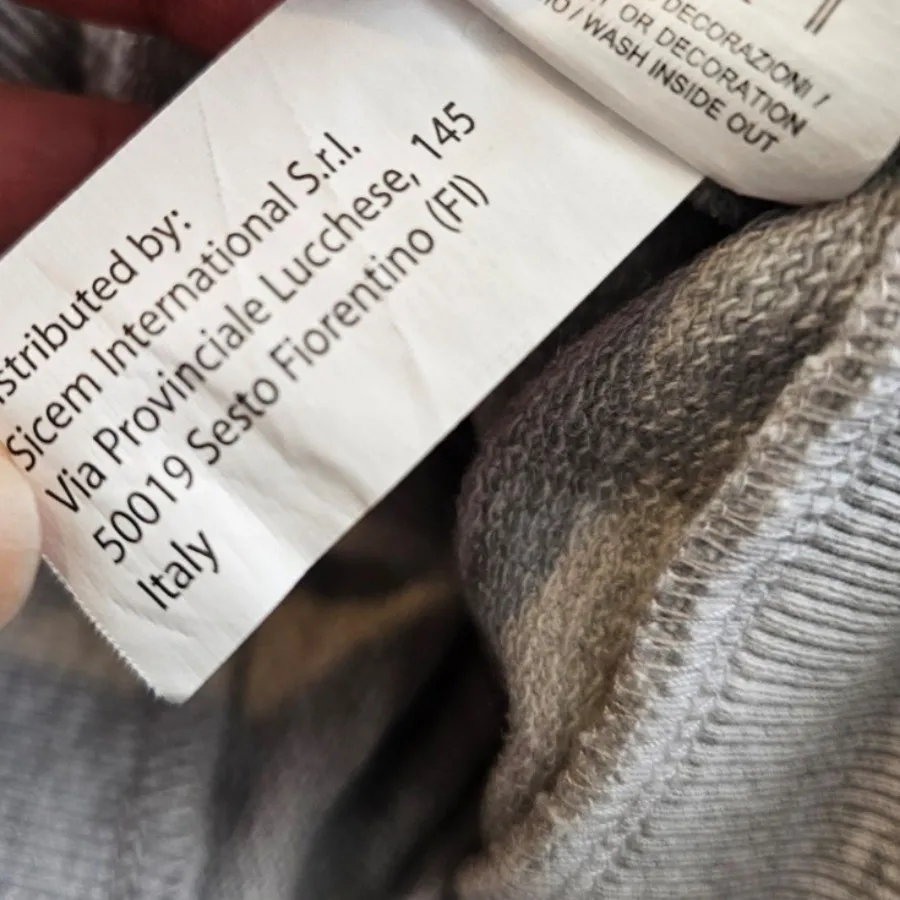 DECORAZIONI /
OR DECORATION
/ WASH INSIDE OUT
stributed by:
Sicem International S.r.l.
Via Provinciale Lucchese, 145
50019 Sesto Fiorentino (FI)
Italy